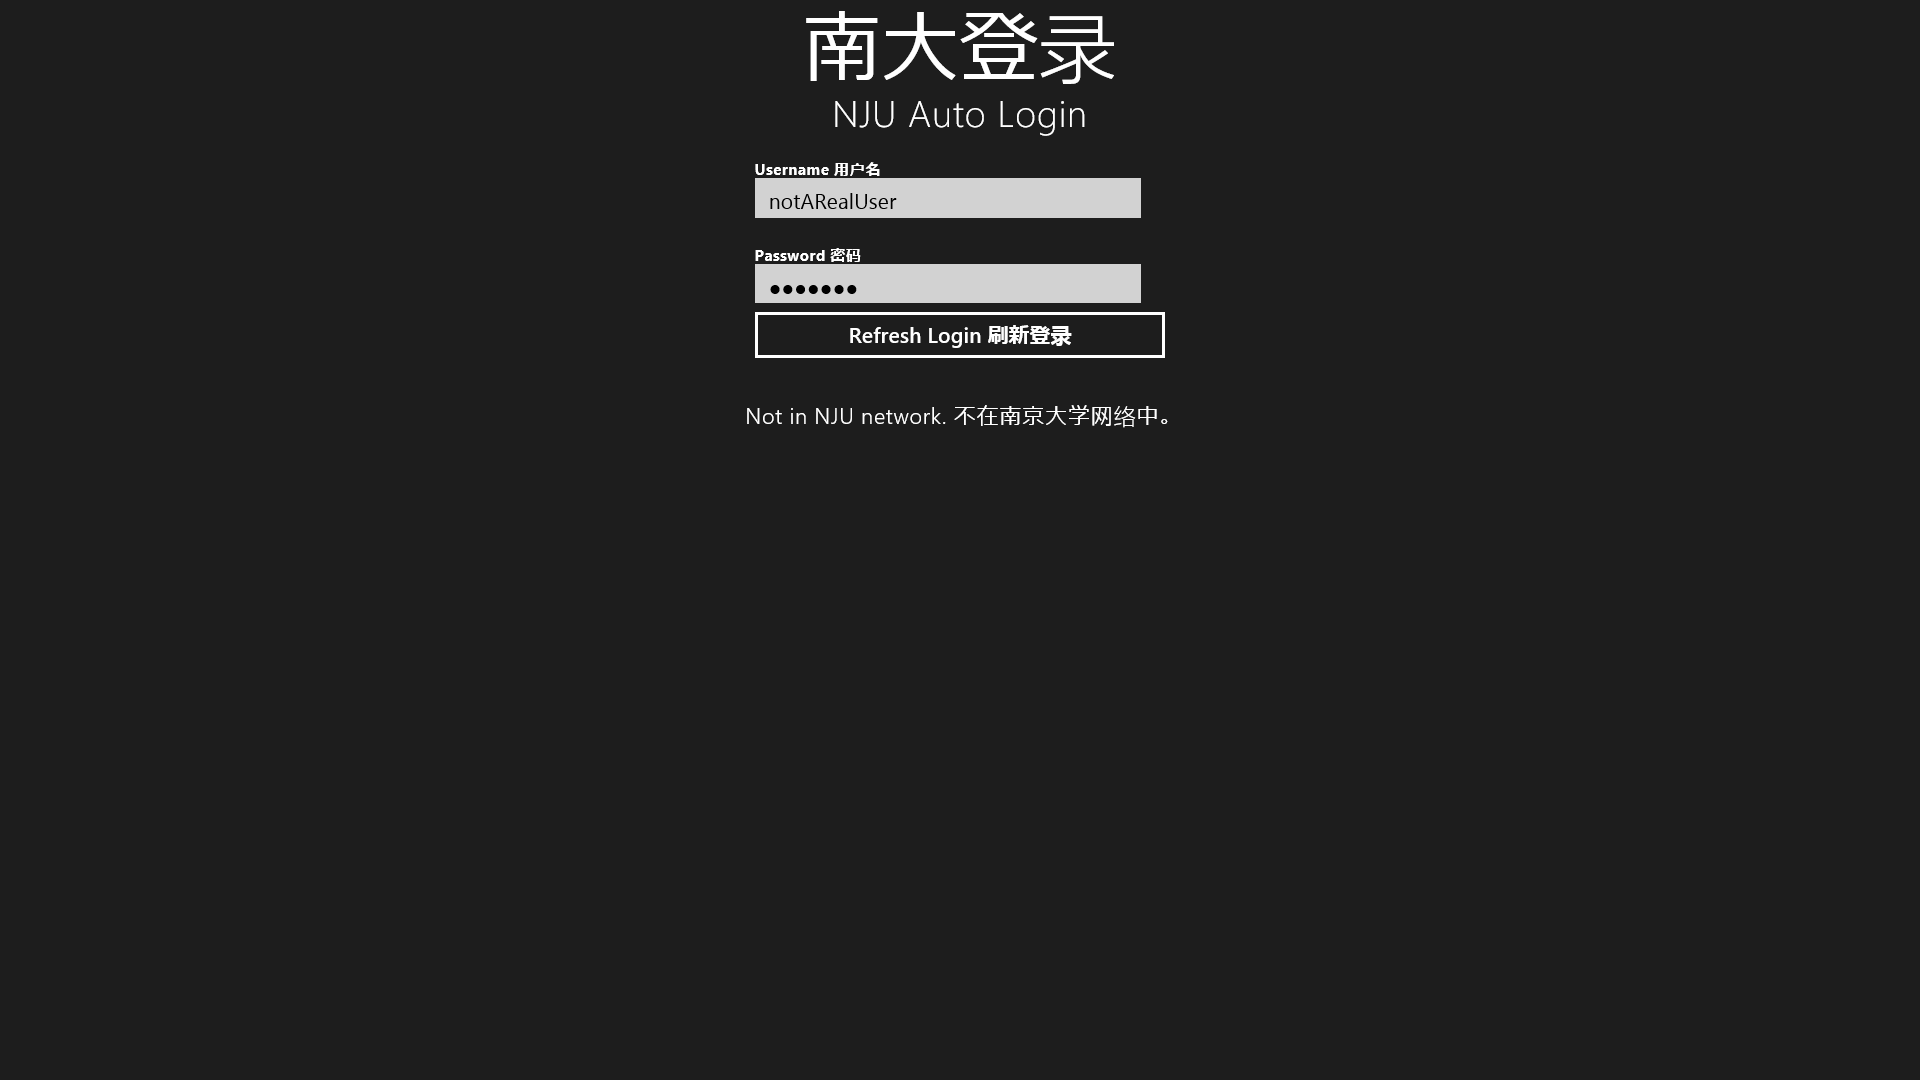 南大登录
NJU Auto Login
Username 用户名
notARealUser
Password 密码
●●●●●●●
Refresh Login 刷新登录
Not in NJU network. 不在南京大学网络中。